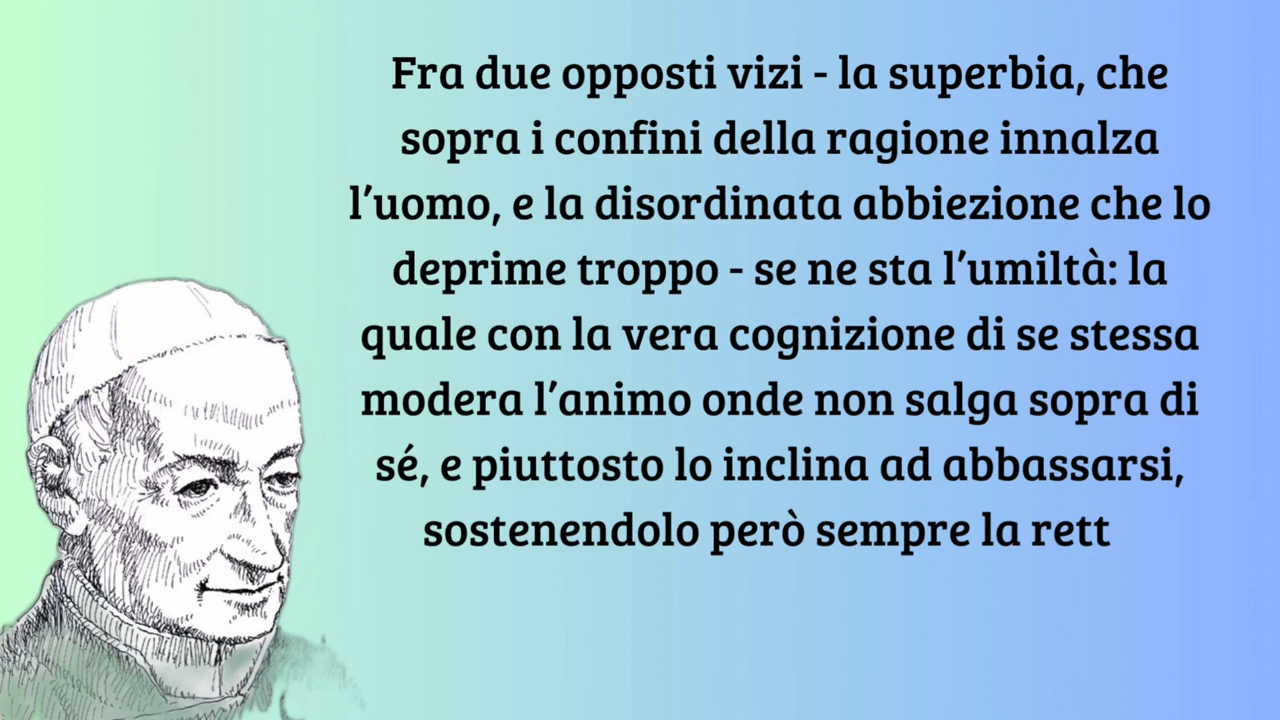 Fra due opposti vizi - la superbia, che
sopra i confini della ragione innalza
l’uomo, e la disordinata abbiezione che lo
deprime troppo - se ne sta l’umiltà: la
quale con la vera cognizione di se stessa
modera l’animo onde non salga sopra di
sé, e piuttosto lo inclina ad abbassarsi,
sostenendolo però sempre la rett